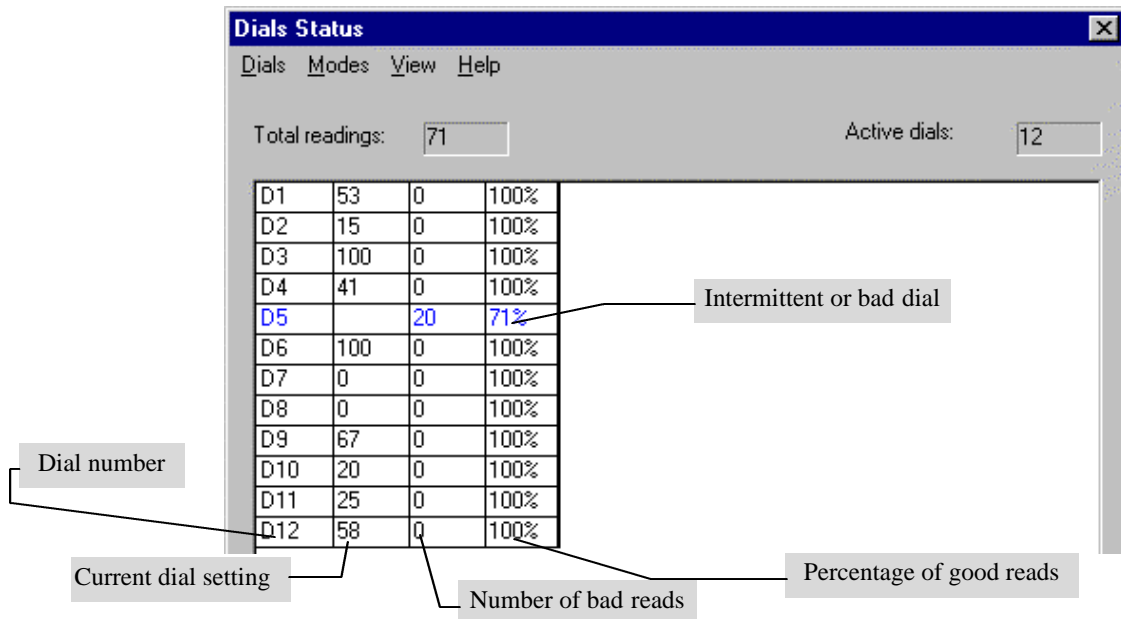 Dials Status
Dials Modes View Help
Total readings: 71 Active dials: 12
D1 53 0 100%
D2 15 0 100%
D3 100 0 100%
D4 41 0 100%
Intermittent or bad dial
D5 20 71%
D6 100 0 100%
D7 0 0 100%
D8 0 0 100%
D9 67 0 100%
Dial number
D10 20 0 100%
D11 25 0 100%
D12 58 0 100%
Current dial setting
Percentage of good reads
Number of bad reads